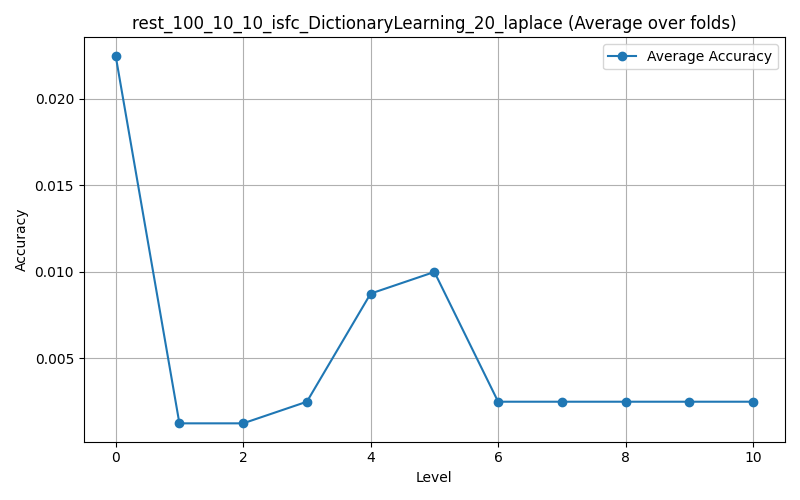 rest_100_10_10_isfc_DictionaryLearning_20_laplace (Average over folds)
Average Accuracy
0.020
0.015
0.010
0.005
Accuracy
0 2 4 6 8 10
Level